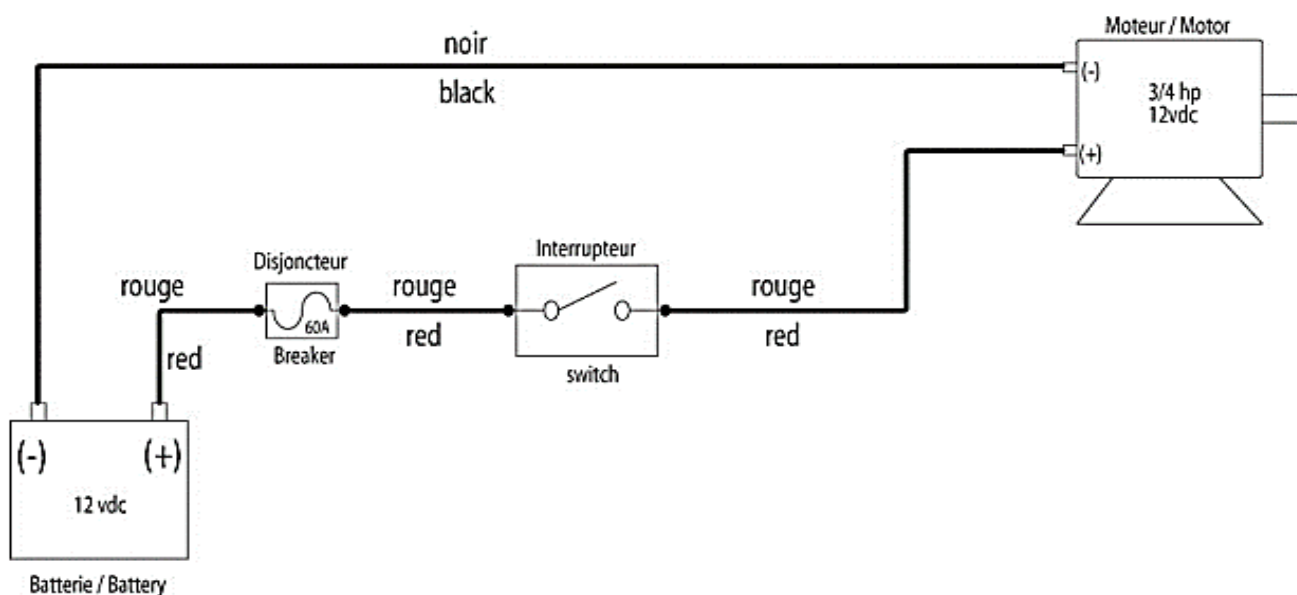 noir
black
Moteur / Motor
(-)
3/4 hp
12vdc
(+)
Disjoncteur
Interrupteur
rouge
rouge
rouge
60A
red
red
red
Breaker
switch
(-)
(+)
12 vdc
Batterie / Battery